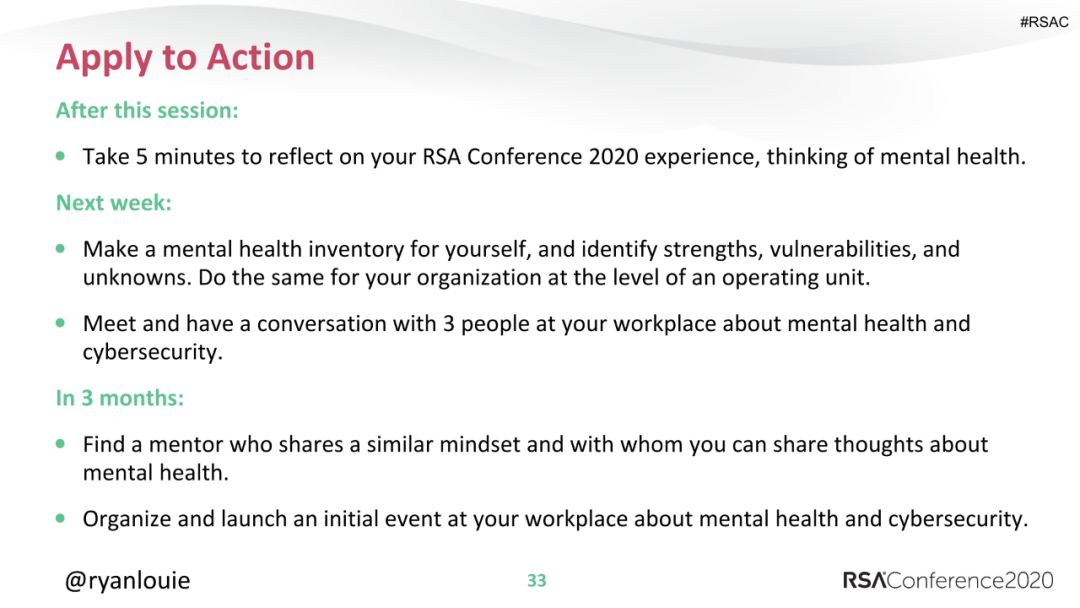 #RSAC
Apply to Action
After this session:
• Take 5 minutes to reflect on your RSA Conference 2020 experience, thinking of mental health.
Next week:
• Make a mental health inventory for yourself, and identify strengths, vulnerabilities, and
unknowns. Do the same for your organization at the level of an operating unit.
• Meet and have a conversation with 3 people at your workplace about mental health and
cybersecurity.
In 3 months:
• Find a mentor who shares a similar mindset and with whom you can share thoughts about
mental health.
• Organize and launch an initial event at your workplace about mental health and cybersecurity.
@ryanlouie
33
RSAConference2020